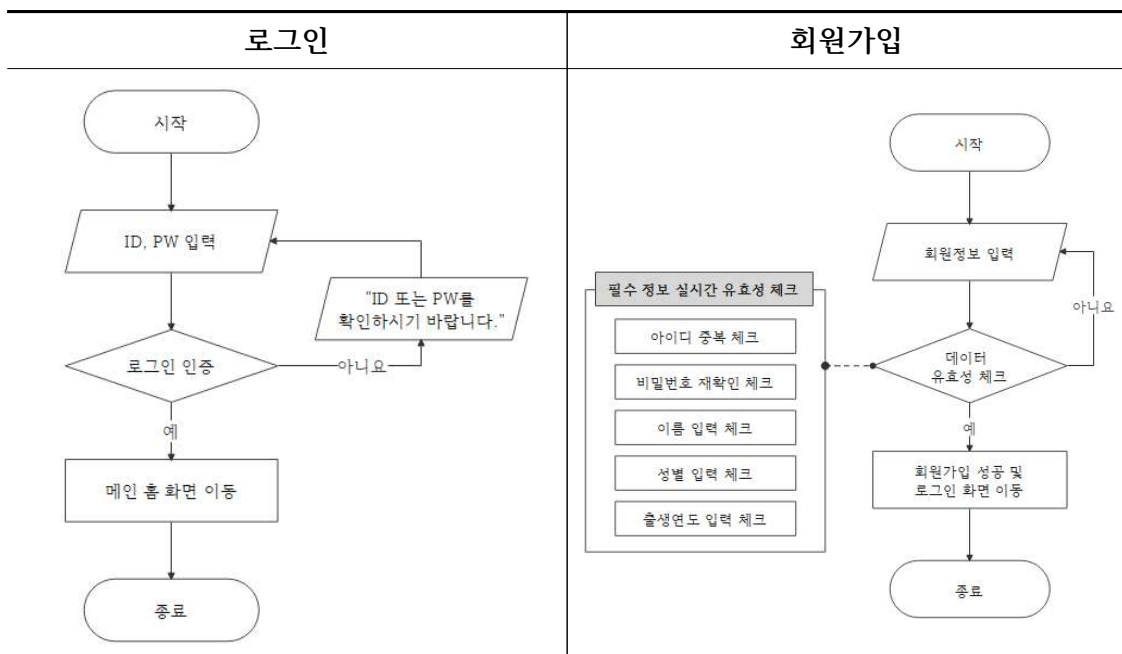 로그인
회원가입
시작
ID, PW 입력
"ID 또는 PW를
확인하시기 바랍니다."
로그인 인증
아니요
예
메인 홈 화면 이동
종료
시작
회원정보 입력
아니요
필수 정보 실시간 유효성 체크
아이디 중복 체크
비밀번호 재확인 체크
이름 입력 체크
성별 입력 체크
출생연도 입력 체크
데이터
유효성 체크
예
회원가입 성공 및
로그인 화면 이동
종료